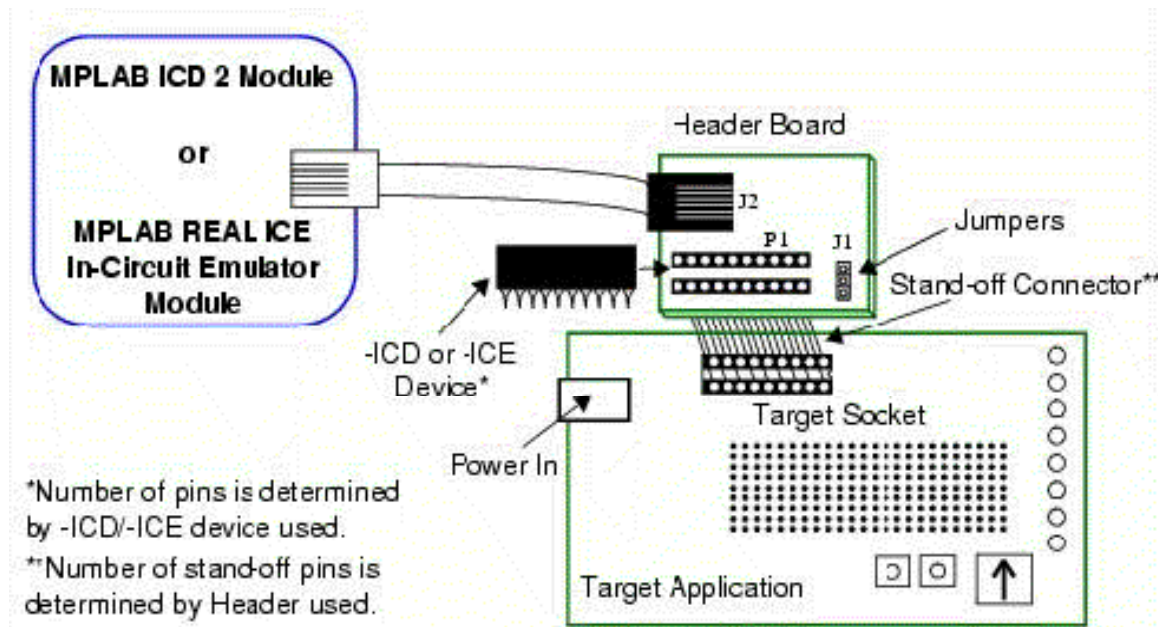 MPLAB ICD 2 Module
or
MPLAB REAL ICE
In-Circuit Emulator
Module
Header Board
J2
P1
J1
Jumpers
Stand-off Connector**
-ICD or -ICE
Device*
Power In
Target Socket
Target Application
*Number of pins is determined
by -ICD/-ICE device used.
**Number of stand-off pins is
determined by Header used.